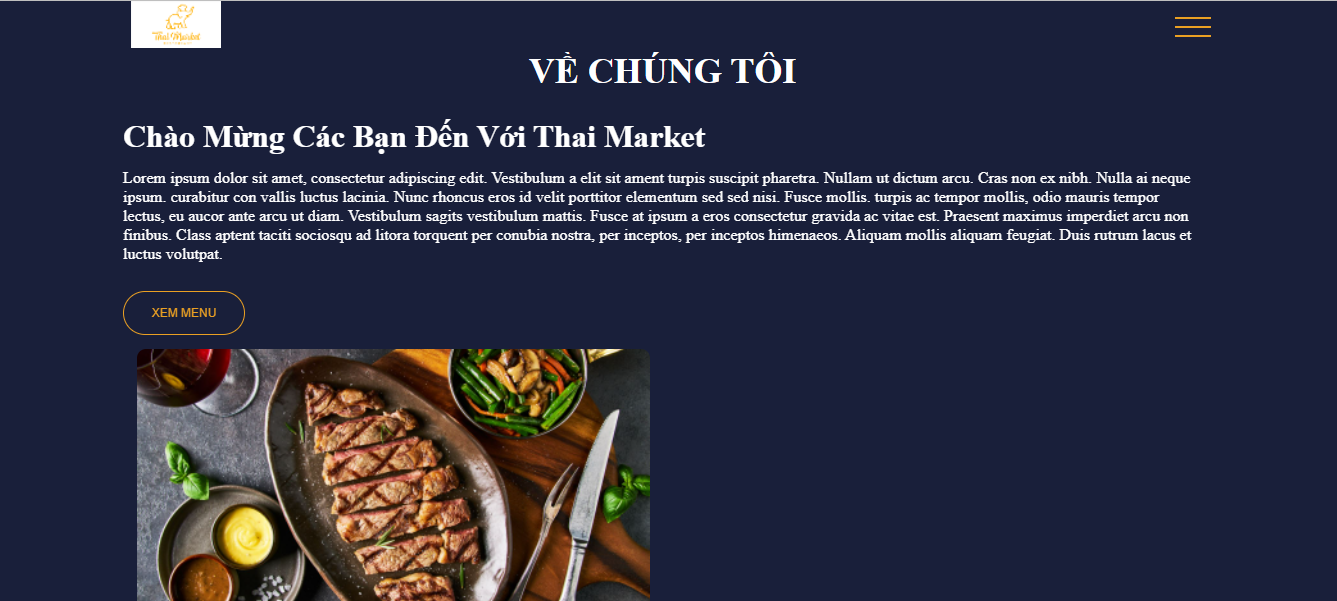 Thai Market
VỀ CHÚNG TÔI
Chào Mừng Các Bạn Đến Với Thai Market
Lorem ipsum dolor sit amet, consectetur adipiscing edit. Vestibulum a elit sit ament turpis suscipit pharetra. Nullam ut dictum arcu. Cras non ex nibh. Nulla ai neque
ipsum. curabitur con vallis luctus lacinia. Nunc rhoncus eros id velit porttitor elementum sed sed nisi. Fusce mollis. turpis ac tempor mollis, odio mauris tempor
lectus, eu aucor ante arcu ut diam. Vestibulum sagits vestibulum mattis. Fusce at ipsum a eros consectetur gravida ac vitae est. Praesent maximus imperdiet arcu non
finibus. Class aptent taciti sociosqu ad litora torquent per conubia nostra, per inceptos, per inceptos himenaeos. Aliquam mollis aliquam feugiat. Duis rutrum lacus et
luctus volutpat.
XEM MENU